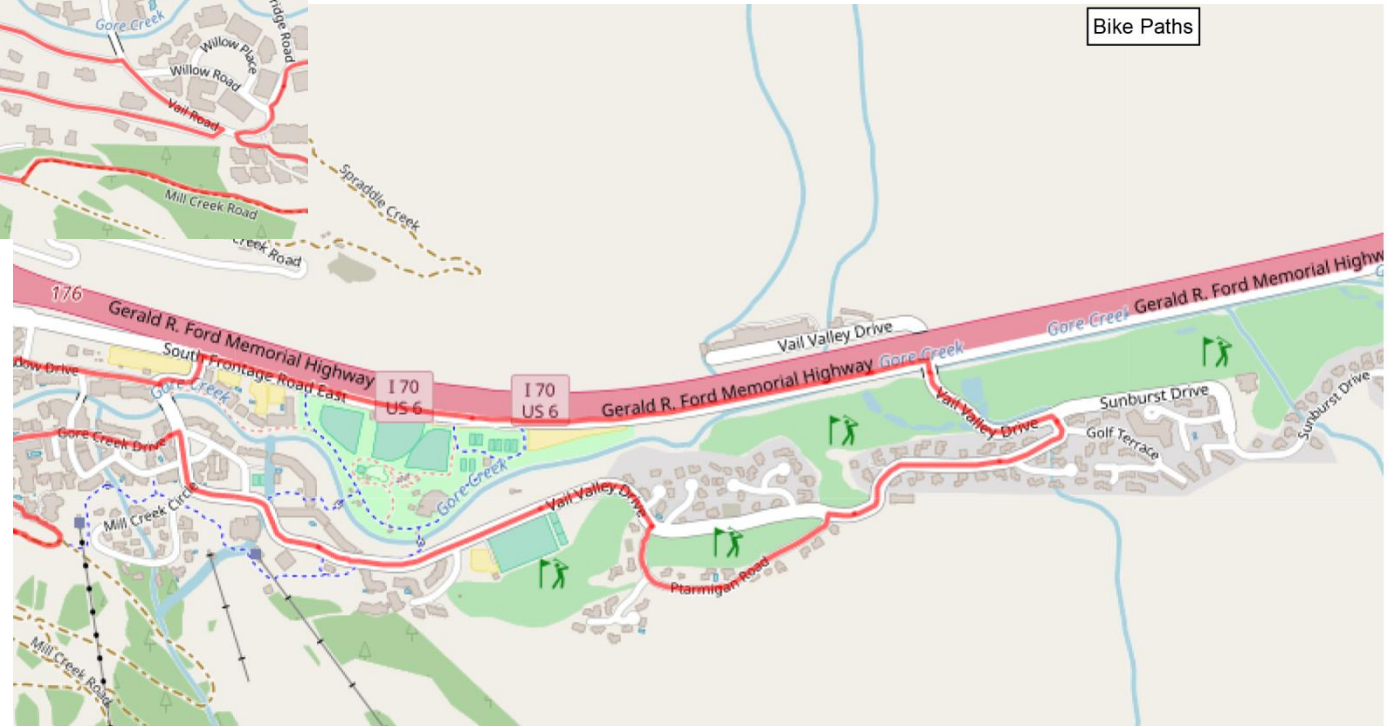 Gore Creek
ridge Road
Bike Paths
Willow Place
Willow Road
Vail Road
Mill Creek Road
Spraddle Creek
Creek Road
176
Gerald R. Ford Memorial Highway
Gerald R. Ford Memorial Highw
Gore Creek
Vail Valley Drive
Gore Creek
South Frontage Road East
I 70
US 6
I 70
US 6
Gerald R. Ford Memorial Highway
dow Drive
Gore Creek
Vail Valley Drive
Sunburst Drive
Sunburst Drive
Golf Terrace
Gore Creek Drive
Gore Creek
Vail Valley Drive
Mill Creek Circle
Ptarmigan Road
Mill Creek Road